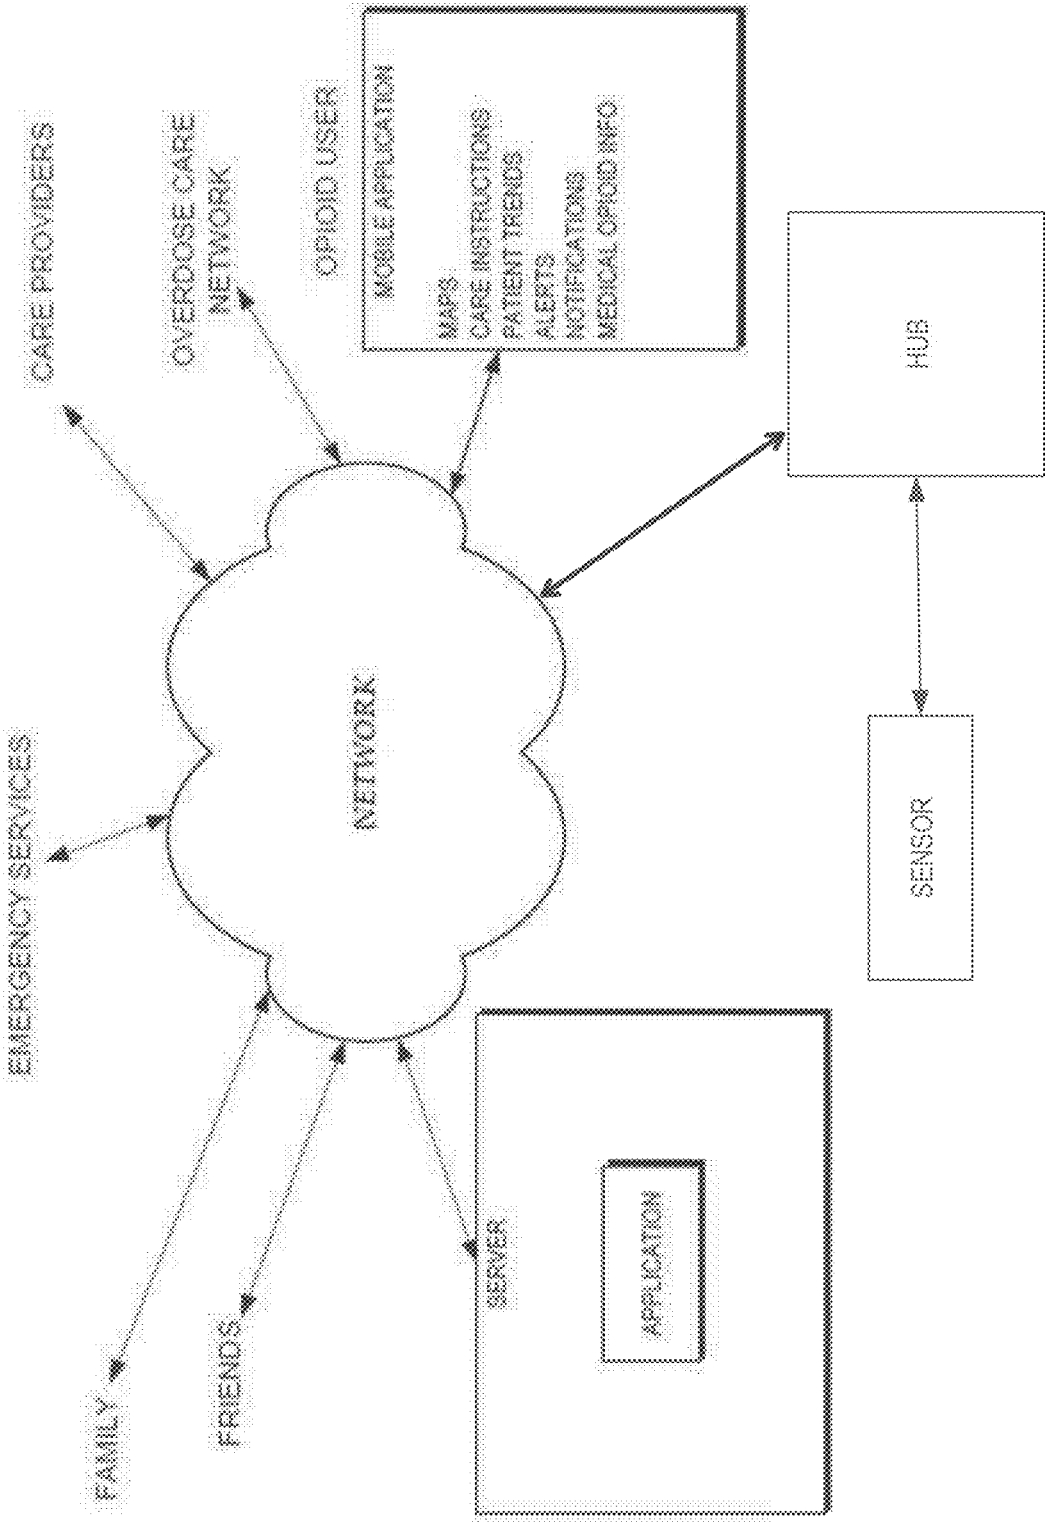 EMERGENCY SERVICES
CARE PROVIDERS
FAMILY
FRIENDS
OVERDOSE CARE
NETWORK
NETWORK
OPIOID USER
MOBILE APPLICATION
MAPS
CARE INSTRUCTIONS
PATIENT TRENDS
ALERTS
NOTIFICATIONS
MEDICAL OPIOID INFO
SERVER
APPLICATION
SENSOR
HUB